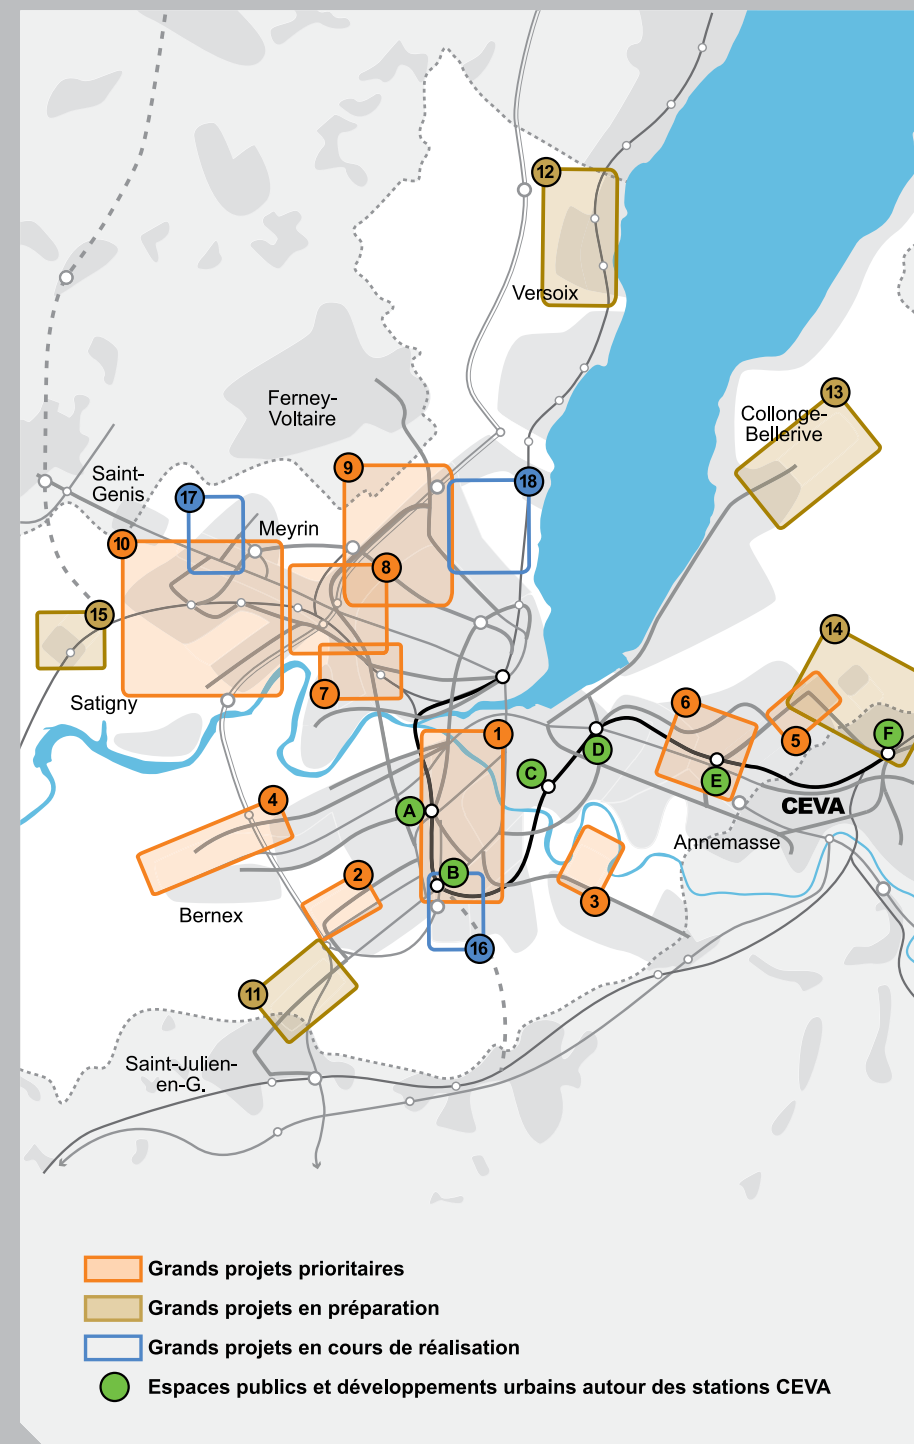 12
Versoix
13
Collonge-
Bellerive
Ferney-
Voltaire
9
18
Saint-
Genis
17
Meyrin
10
8
15
14
Satigny
7
6
5
1
F
D
C
E
CEVA
4
A
Annemasse
2
B
3
Bernex
16
11
Saint-Julien-
en-G.
Grands projets prioritaires
Grands projets en préparation
Grands projets en cours de réalisation
Espaces publics et développements urbains autour des stations CEVA